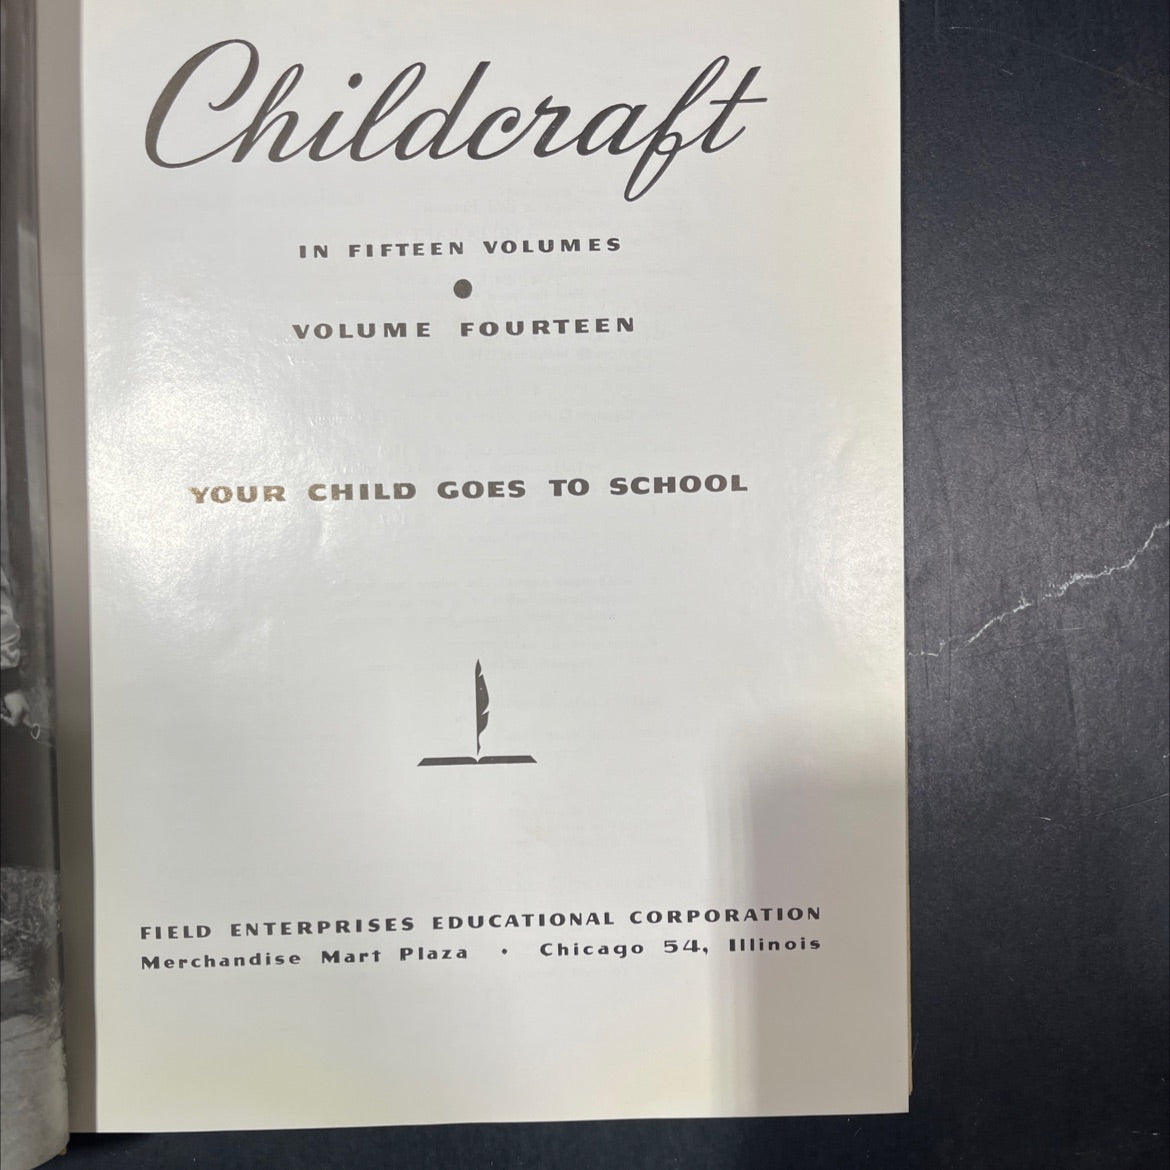 Childcraft
IN FIFTEEN VOLUMES
VOLUME FOURTEEN
YOUR CHILD GOES TO SCHOOL
FIELD ENTERPRISES EDUCATIONAL CORPORATION
Merchandise Mart Plaza • Chicago 54, Illinois